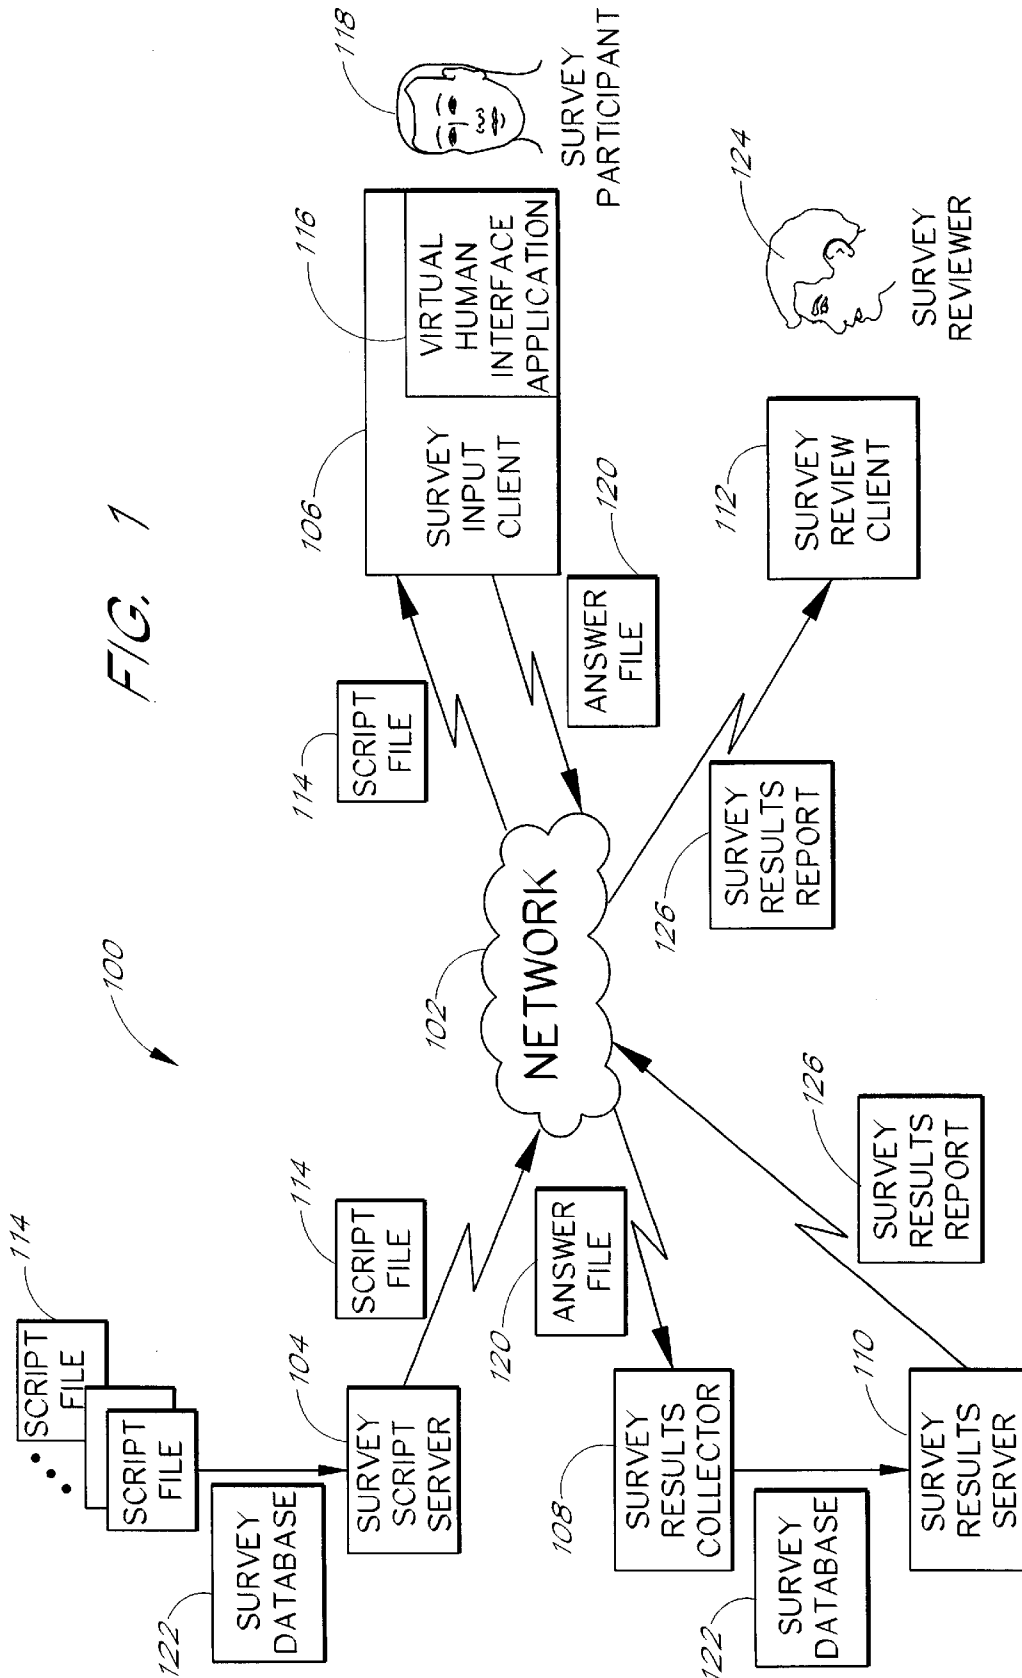 FIG. 1
100
114
SCRIPT
FILE
SCRIPT
FILE
122
SURVEY
DATABASE
104
SURVEY
SCRIPT
SERVER
114
SCRIPT
FILE
102
NETWORK
114
SCRIPT
FILE
106
SURVEY
INPUT
CLIENT
116
VIRTUAL
HUMAN
INTERFACE
APPLICATION
118
SURVEY
PARTICIPANT
120
ANSWER
FILE
120
ANSWER
FILE
108
SURVEY
RESULTS
COLLECTOR
122
SURVEY
DATABASE
110
SURVEY
RESULTS
SERVER
126
SURVEY
RESULTS
REPORT
126
SURVEY
RESULTS
REPORT
112
SURVEY
REVIEW
CLIENT
124
SURVEY
REVIEWER